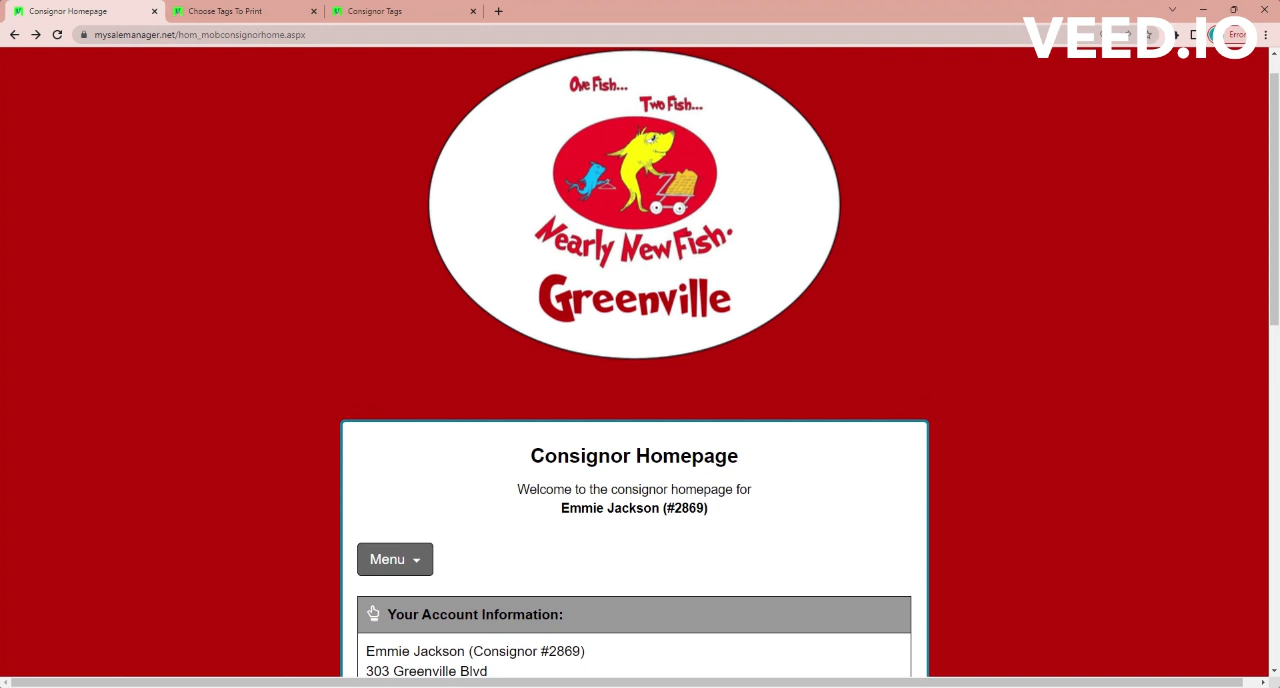 Consignor Homepage
Choose Tags To Print
Consignor Tags
mysalemanager.net/hom_mobconsignorhome.aspx
Error
VEED.IO
One Fish...
Two Fish...
Nearly New Fish.
Greenville
Consignor Homepage
Welcome to the consignor homepage for
Emmie Jackson (#2869)
Menu
Your Account Information:
Emmie Jackson (Consignor #2869)
303 Greenville Blvd